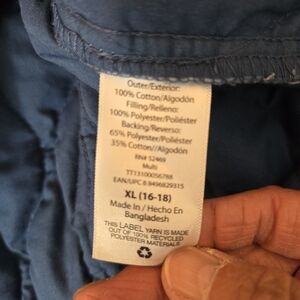 Outer/Exterior:
100% Cotton/Algodón
Filling/Relleno:
100% Polyester/Poliéster
Backing/Reverso:
65% Polyester/Poliéster
35% Cotton//Algodón
RN# 52469
Multi
TT13100056788
EAN/UPC 8.8496829315
XL (16-18)
Made In / Hecho En
Bangladesh
THIS LABEL YARN IS MADE
OUT OF 100% RECYCLED
POLYESTER MATERIALS